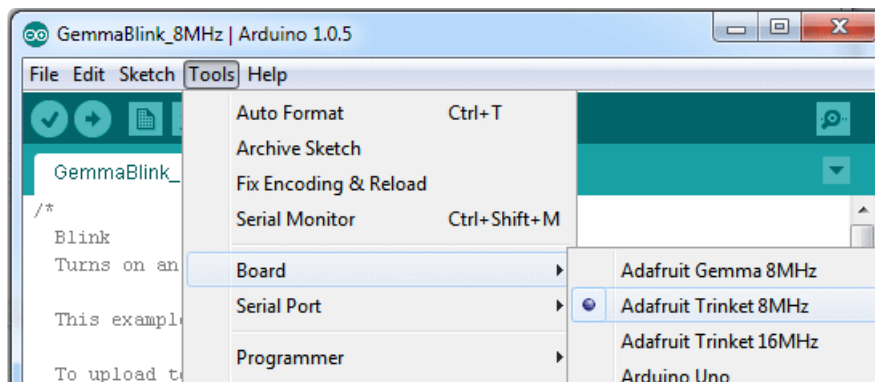 GemmaBlink_8MHz | Arduino 1.0.5
File Edit Sketch Tools Help
Auto Format Ctrl+T
Archive Sketch
GemmaBlink_
Fix Encoding & Reload
/*
Serial Monitor Ctrl+Shift+M
Blink
Turns on an
Board
Adafruit Gemma 8MHz
Serial Port
Adafruit Trinket 8MHz
This example
Adafruit Trinket 16MHz
Programmer
To upload to
Arduino Uno